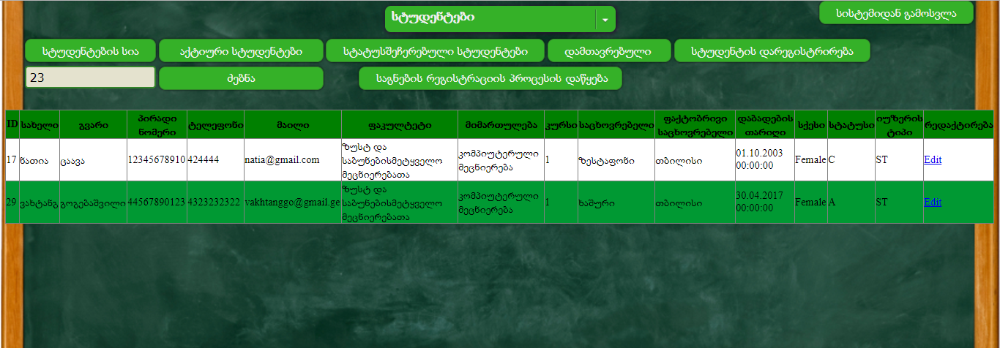 სტუდენტები
სისტემიდან გამოსვლა
სტუდენტების სია აქტიური სტუდენტები სტატუსშეჩერებული სტუდენტები დამთავრებული სტუდენტის დარეგისტრირება
23 ძებნა საგნების რეგისტრაციის პროცესის დაწყება
ID სახელი გვარი პირადი ნომერი ტელეფონი მაილი ფაკულტეტი მიმართულება კურსი საცხოვრებელი ფაქტობრივი საცხოვრებელი დაბადების თარიღი სქესი სტატუსი იუზერის ტიპი რედაქტირება
17 ნათია ცაავა 12345678910 424444 natia@gmail.com ზუსტ და საბუნებისმეტყველო მეცნიერებათა კომპიუტერული მეცნიერება 1 ზესტაფონი თბილისი 01.10.2003 00:00:00 Female C ST Edit
29 ვახტანგ გოგებაშვილი 44567890123 4323232322 vakhtanggo@gmail.ge ზუსტ და საბუნებისმეტყველო მეცნიერებათა კომპიუტერული მეცნიერება 1 ხაშური თბილისი 30.04.2017 00:00:00 Female A ST Edit